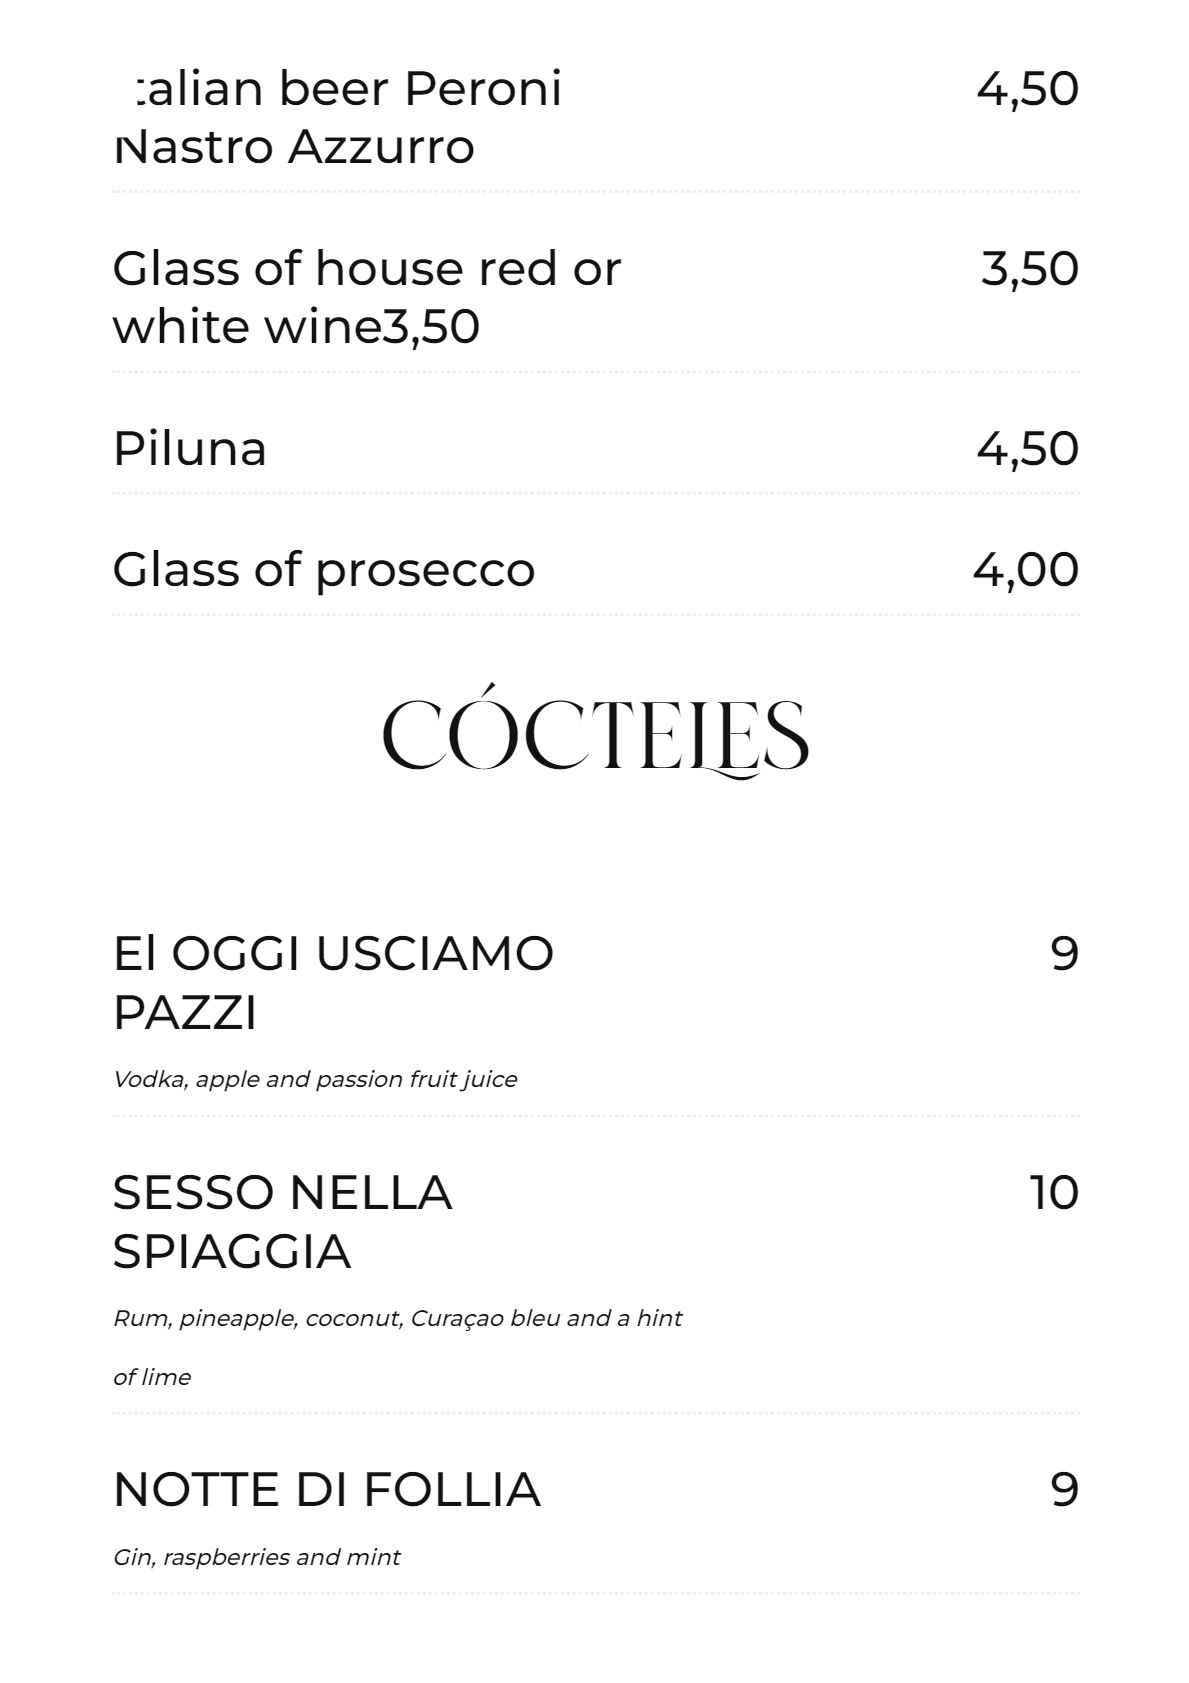 talian beer Peroni 4,50
Nastro Azzurro
Glass of house red or 3,50
white wine3,50
Piluna 4,50
Glass of prosecco 4,00
CÓCTELES
El OGGI USCIAMO 9
PAZZI
Vodka, apple and passion fruit juice
SESSO NELLA 10
SPIAGGIA
Rum, pineapple, coconut, Curaçao bleu and a hint
of lime
NOTTE DI FOLLIA 9
Gin, raspberries and mint